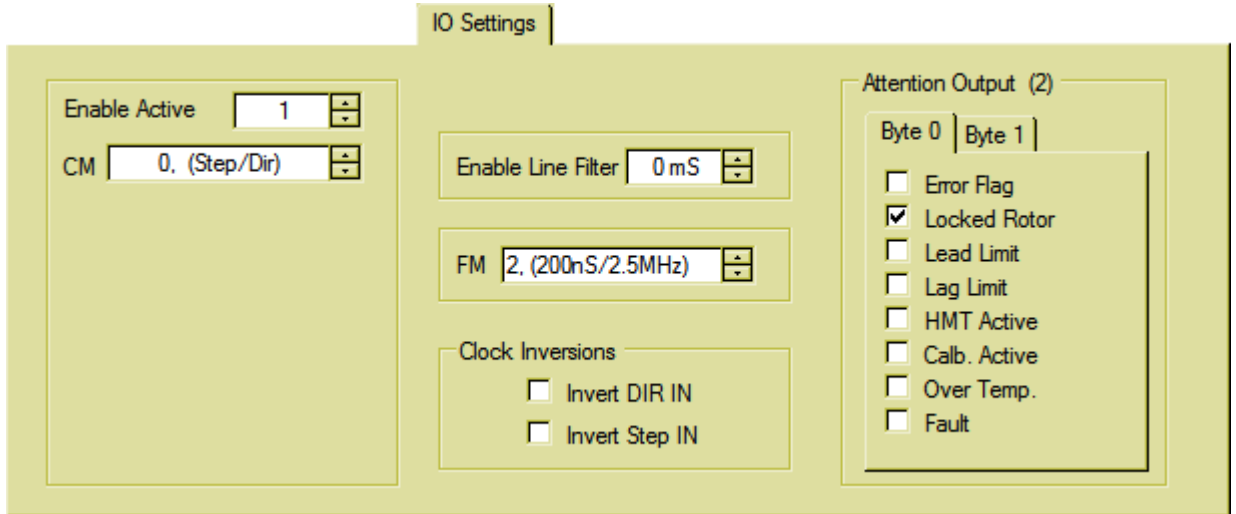 IO Settings
Enable Active 1
CM 0, (Step/Dir)
Enable Line Filter 0 mS
FM 2, (200nS/2.5MHz)
Clock Inversions
Invert DIR IN
Invert Step IN
Attention Output (2)
Byte 0 Byte 1
Error Flag
Locked Rotor
Lead Limit
Lag Limit
HMT Active
Calb. Active
Over Temp.
Fault